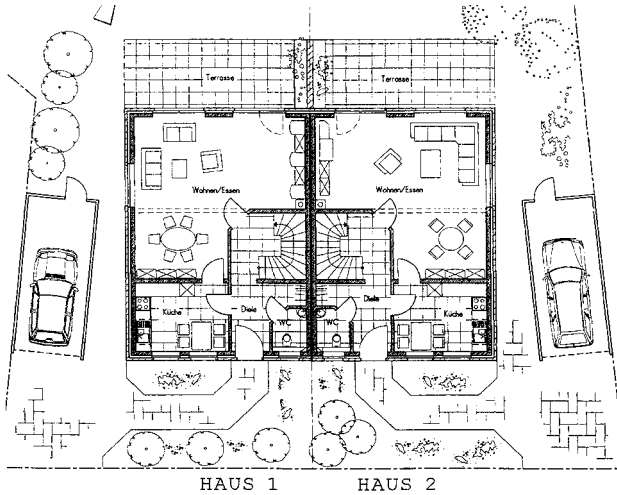 Terrasse Terrasse
Wohnen/Essen Wohnen/Essen
Küche Diele WC WC Diele Küche
HAUS 1 HAUS 2